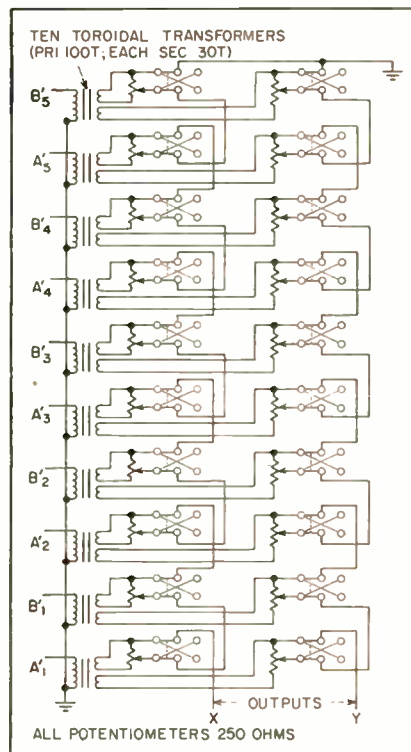 TEN TOROIDAL TRANSFORMERS
(PRI 100T; EACH SEC 30T)
B'5
A'5
B'4
A'4
B'3
A'3
B'2
A'2
B'1
A'1
OUTPUTS
X Y
ALL POTENTIOMETERS 250 OHMS